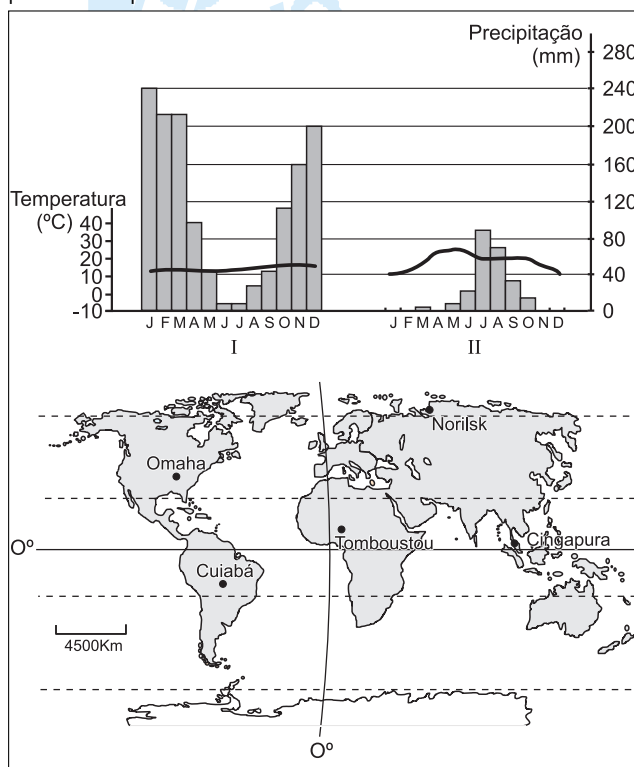 Precipitação
(mm)
280
240
200
160
120
80
40
0
Temperatura
(ºC)
40
30
20
10
0
-10
J F M A M J J A S O N D
I
J F M A M J J A S O N D
II
Norilsk
Omaha
Tomboustou
Cingapura
Oº
Cuiabá
4500Km
Oº